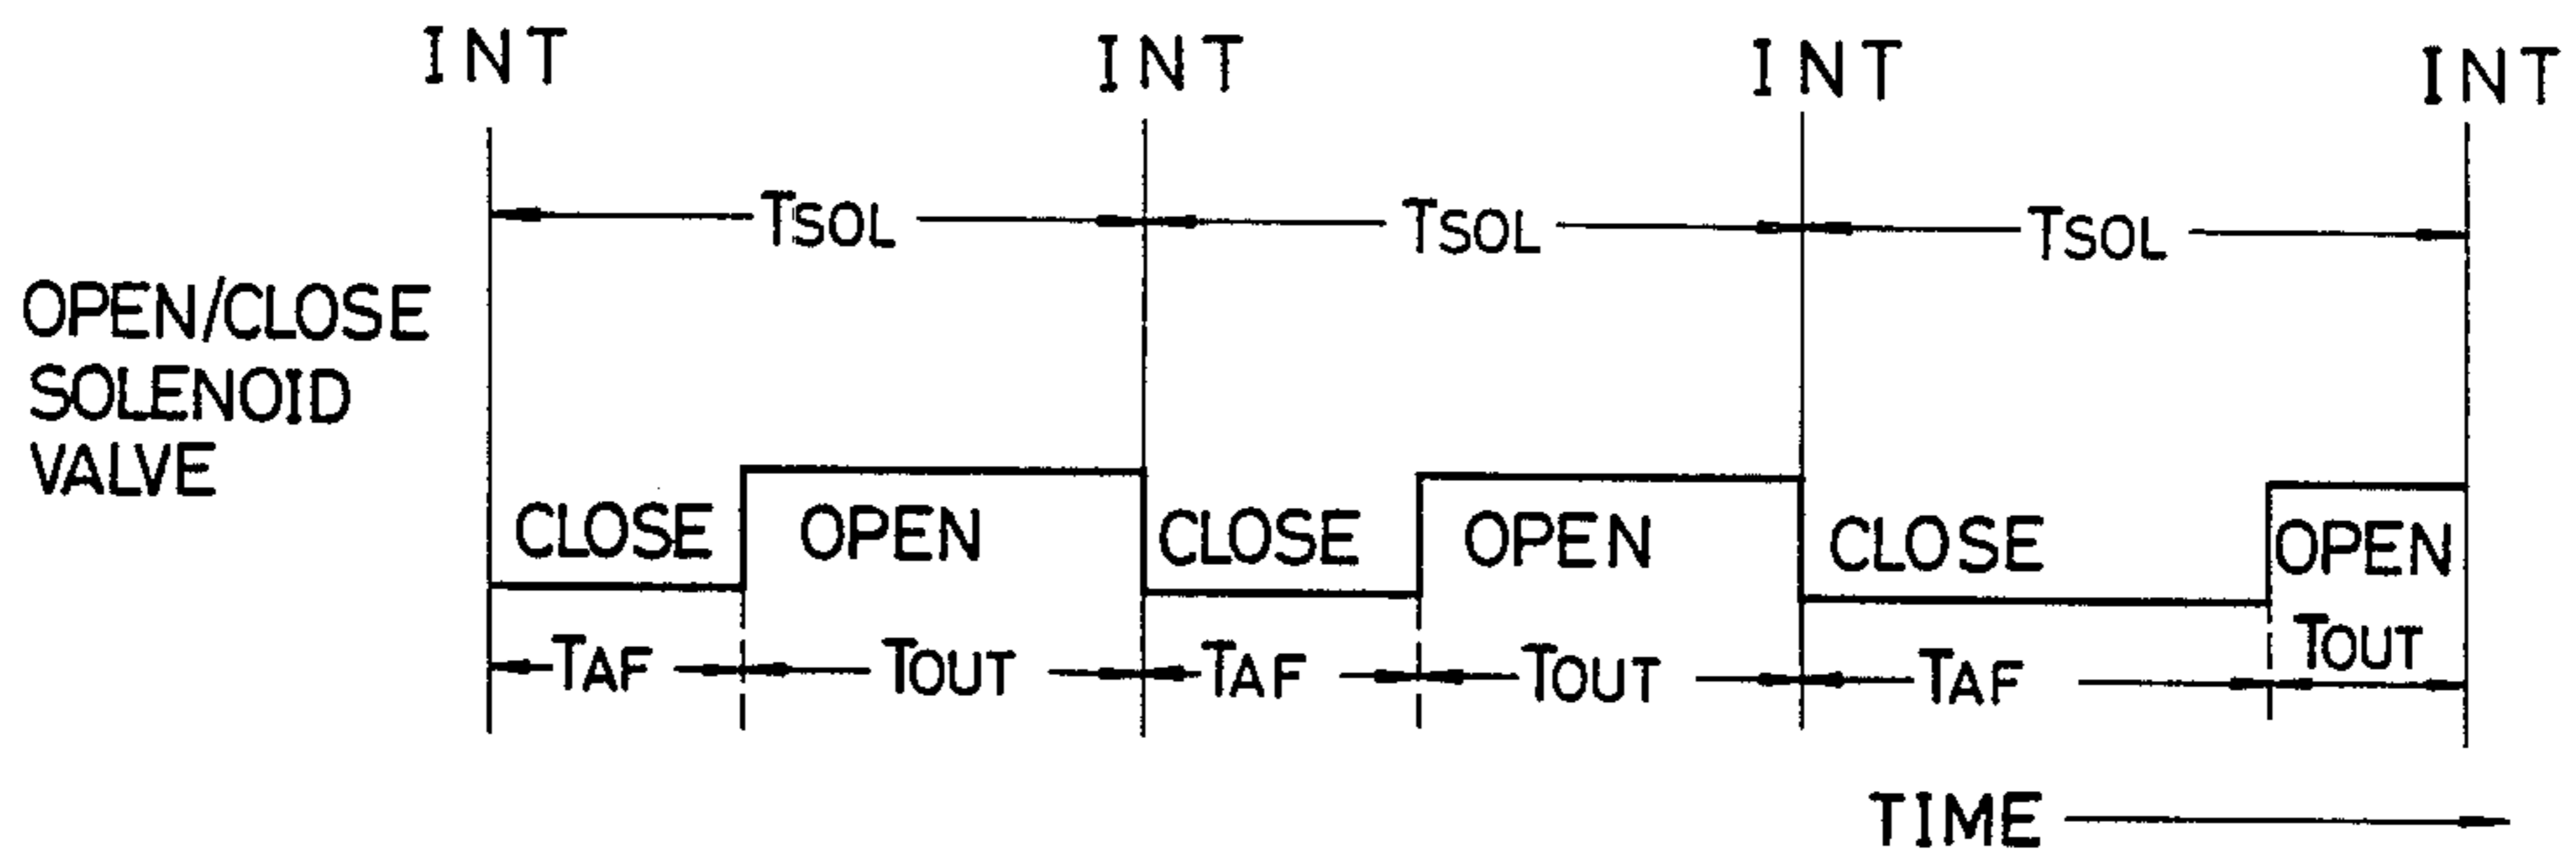 INT INT INT INT
TSOL TSOL TSOL
OPEN/CLOSE
SOLENOID
VALVE
CLOSE OPEN CLOSE OPEN CLOSE OPEN
TAF TOUT TAF TOUT TAF TOUT
TIME